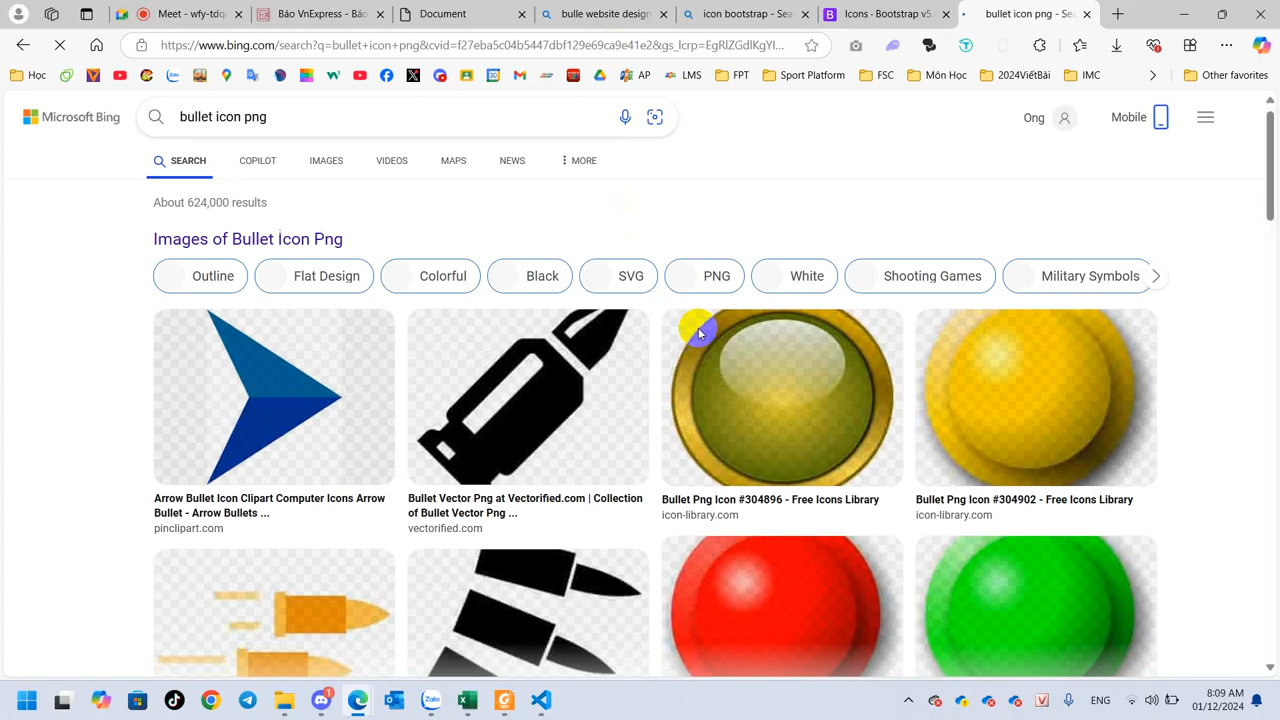 Meet - wfy-tdq
Báo VnExpress - Báo
Document
bulle website design
icon bootstrap - Sea
Icons · Bootstrap v5.
bullet icon png - Sea
https://www.bing.com/search?q=bullet+icon+png&cvid=f27eba5c04b5447dbf129e69ca9e41e2&gs_lcrp=EgRlZGdlKgYI...
Học
AP
LMS
FPT
Sport Platform
FSC
Môn Học
2024ViếtBài
IMC
Other favorites
Microsoft Bing
bullet icon png
Ong
Mobile
SEARCH
COPILOT
IMAGES
VIDEOS
MAPS
NEWS
MORE
About 624,000 results
Images of Bullet Icon Png
Outline
Flat Design
Colorful
Black
SVG
PNG
White
Shooting Games
Military Symbols
Arrow Bullet Icon Clipart Computer Icons Arrow
Bullet - Arrow Bullets ...
pinclipart.com
Bullet Vector Png at Vectorified.com | Collection
of Bullet Vector Png ...
vectorified.com
Bullet Png Icon #304896 - Free Icons Library
icon-library.com
Bullet Png Icon #304902 - Free Icons Library
icon-library.com
ENG
8:09 AM
01/12/2024